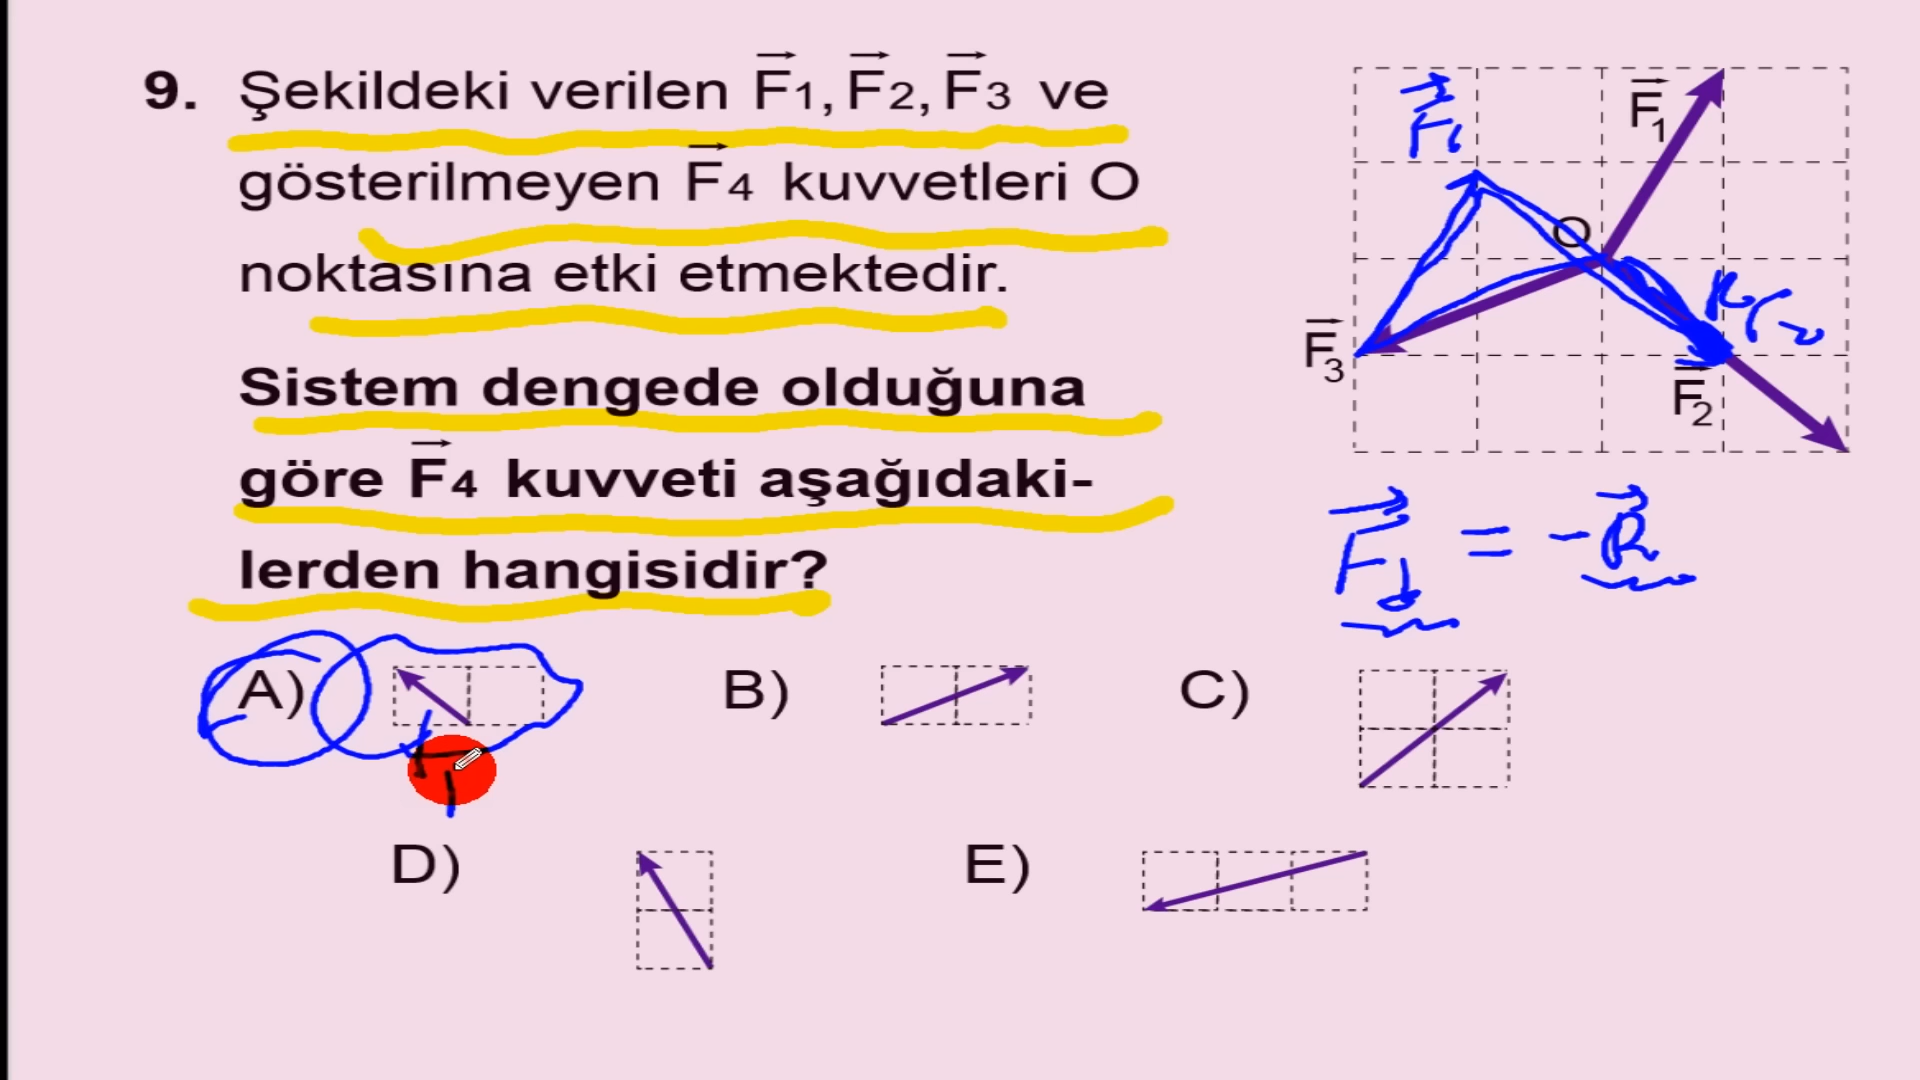 9. Şekildeki verilen F1, F2, F3 ve
gösterilmeyen F4 kuvvetleri O
noktasına etki etmektedir.
Sistem dengede olduğuna
göre F4 kuvveti aşağıdaki-
lerden hangisidir?
F1
F1
O
F3
F2
= -R
A)
B)
C)
D)
E)